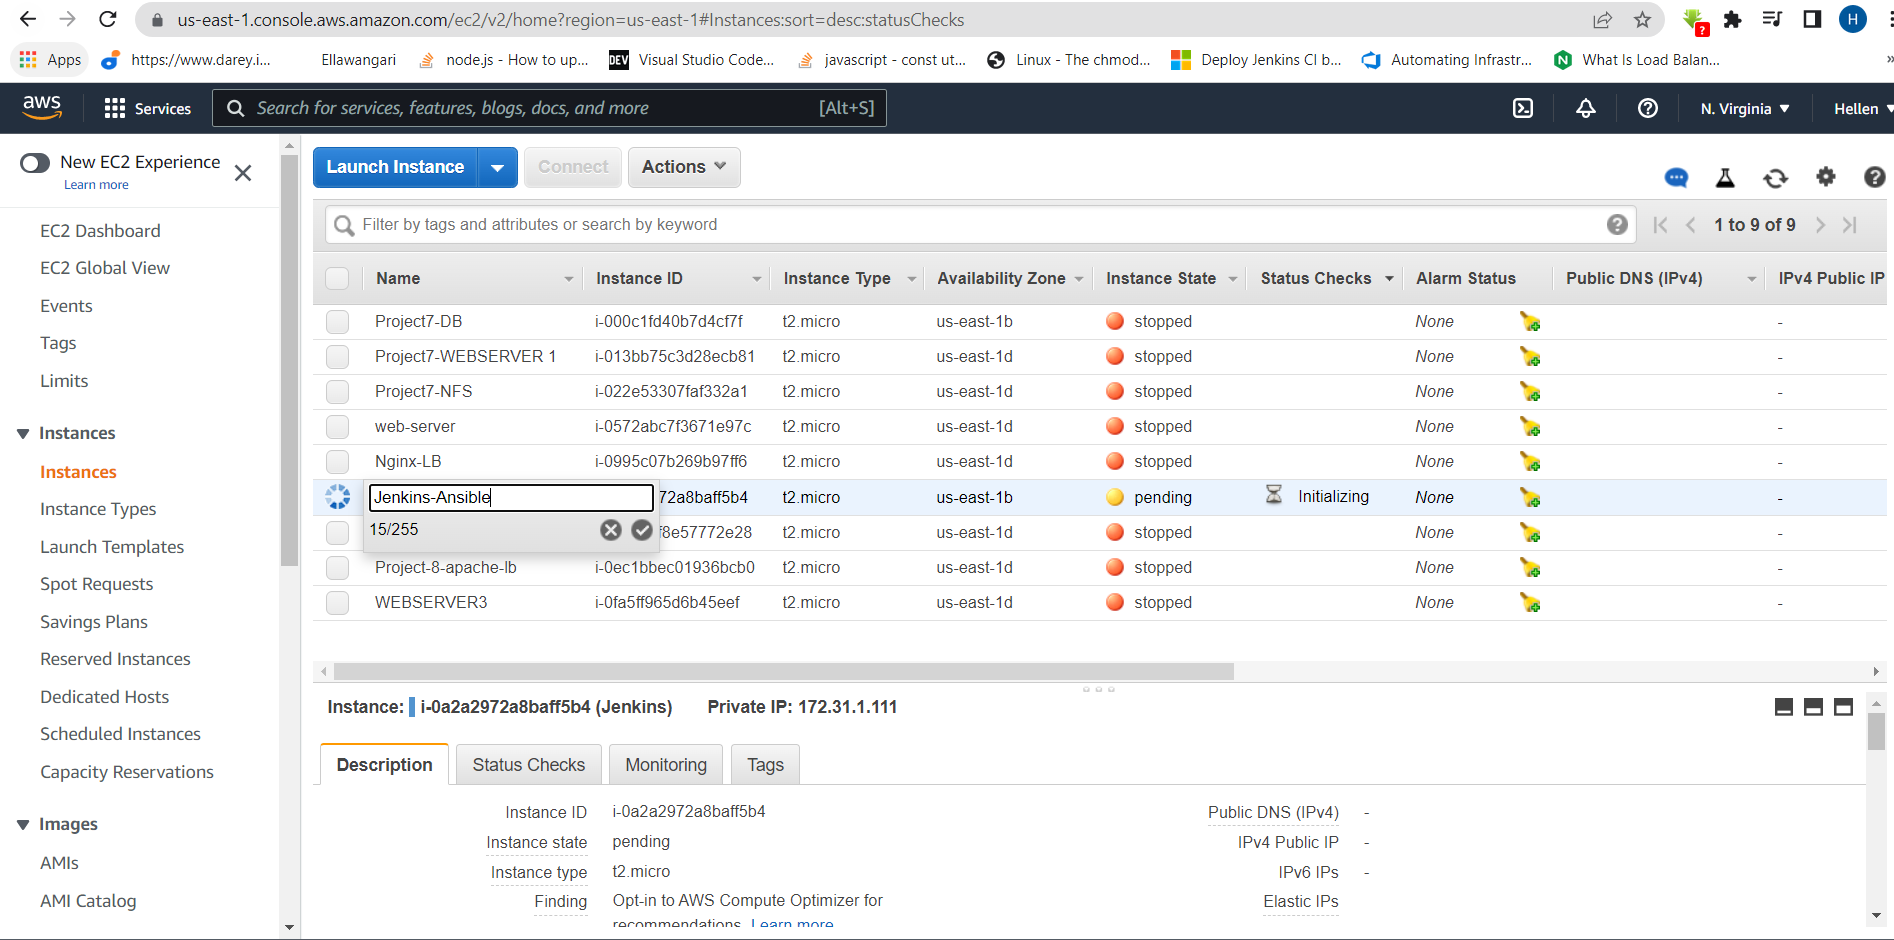 us-east-1.console.aws.amazon.com/ec2/v2/home?region=us-east-1#Instances:sort=desc:statusChecks
? H
Apps https://www.darey.i... Ellawangari node.js - How to up... DEV Visual Studio Code... javascript - const ut... Linux - The chmod... Deploy Jenkins CI b... Automating Infrastr... N What Is Load Balan... »
aws Services Search for services, features, blogs, docs, and more [Alt+S] N. Virginia Hellen
New EC2 Experience
Learn more
EC2 Dashboard
EC2 Global View
Events
Tags
Limits
Instances
Instances
Instance Types
Launch Templates
Spot Requests
Savings Plans
Reserved Instances
Dedicated Hosts
Scheduled Instances
Capacity Reservations
Images
AMIs
AMI Catalog
Launch Instance Connect Actions
Filter by tags and attributes or search by keyword 1 to 9 of 9
Name Instance ID Instance Type Availability Zone Instance State Status Checks Alarm Status Public DNS (IPv4) IPv4 Public IP
Project7-DB i-000c1fd40b7d4cf7f t2.micro us-east-1b stopped None -
Project7-WEBSERVER 1 i-013bb75c3d28ecb81 t2.micro us-east-1d stopped None -
Project7-NFS i-022e53307faf332a1 t2.micro us-east-1d stopped None -
web-server i-0572abc7f3671e97c t2.micro us-east-1d stopped None -
Nginx-LB i-0995c07b269b97ff6 t2.micro us-east-1d stopped None -
Jenkins-Ansible 72a8baff5b4 t2.micro us-east-1b pending Initializing None -
15/255 f8e57772e28 t2.micro us-east-1d stopped None -
Project-8-apache-lb i-0ec1bbec01936bcb0 t2.micro us-east-1d stopped None -
WEBSERVER3 i-0fa5ff965d6b45eef t2.micro us-east-1d stopped None -
Instance: i-0a2a2972a8baff5b4 (Jenkins) Private IP: 172.31.1.111
Description Status Checks Monitoring Tags
Instance ID i-0a2a2972a8baff5b4 Public DNS (IPv4) -
Instance state pending IPv4 Public IP -
Instance type t2.micro IPv6 IPs -
Finding Opt-in to AWS Compute Optimizer for Elastic IPs
recommendations. Learn more